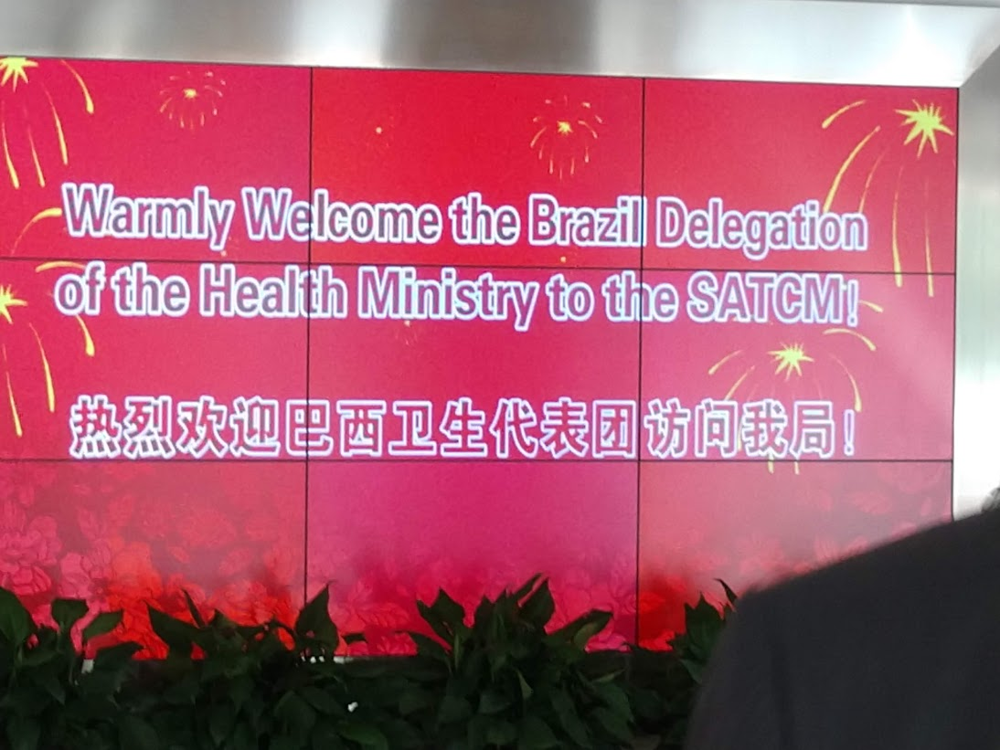 Warmly Welcome the Brazil Delegation
of the Health Ministry to the SATCM!
热烈欢迎巴西卫生代表团访问我局!